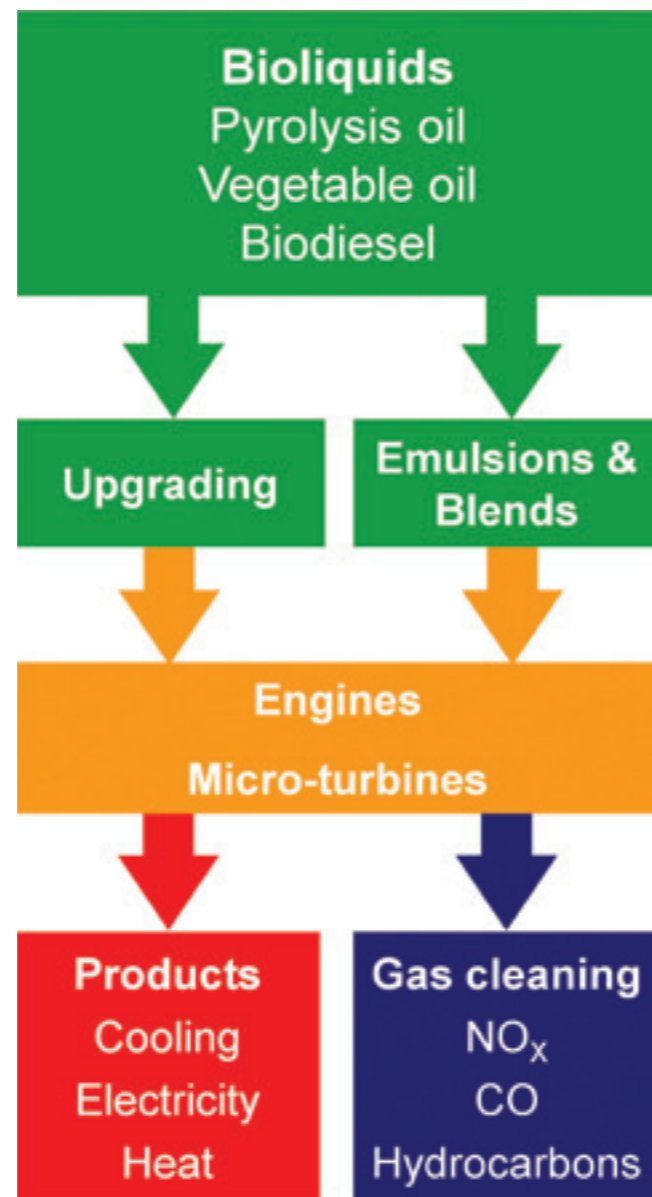 Bioliquids
Pyrolysis oil
Vegetable oil
Biodiesel
Upgrading
Emulsions &
Blends
Engines
Micro-turbines
Products
Cooling
Electricity
Heat
Gas cleaning
NOX
CO
Hydrocarbons